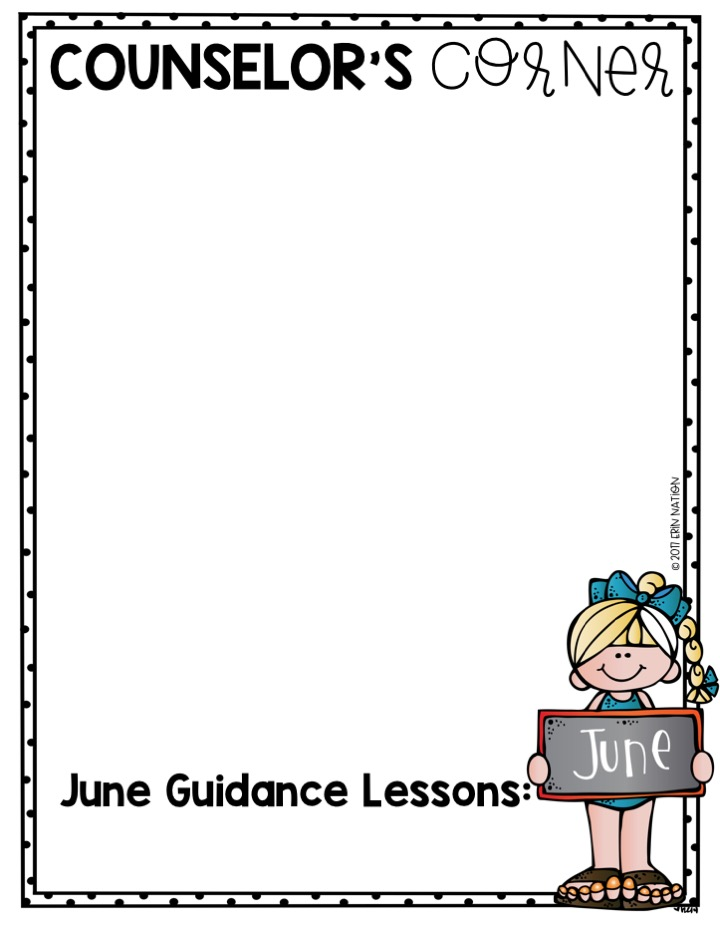 COUNSELOR'S CORNER
© 2017 ERIN NATION
June
June Guidance Lessons: